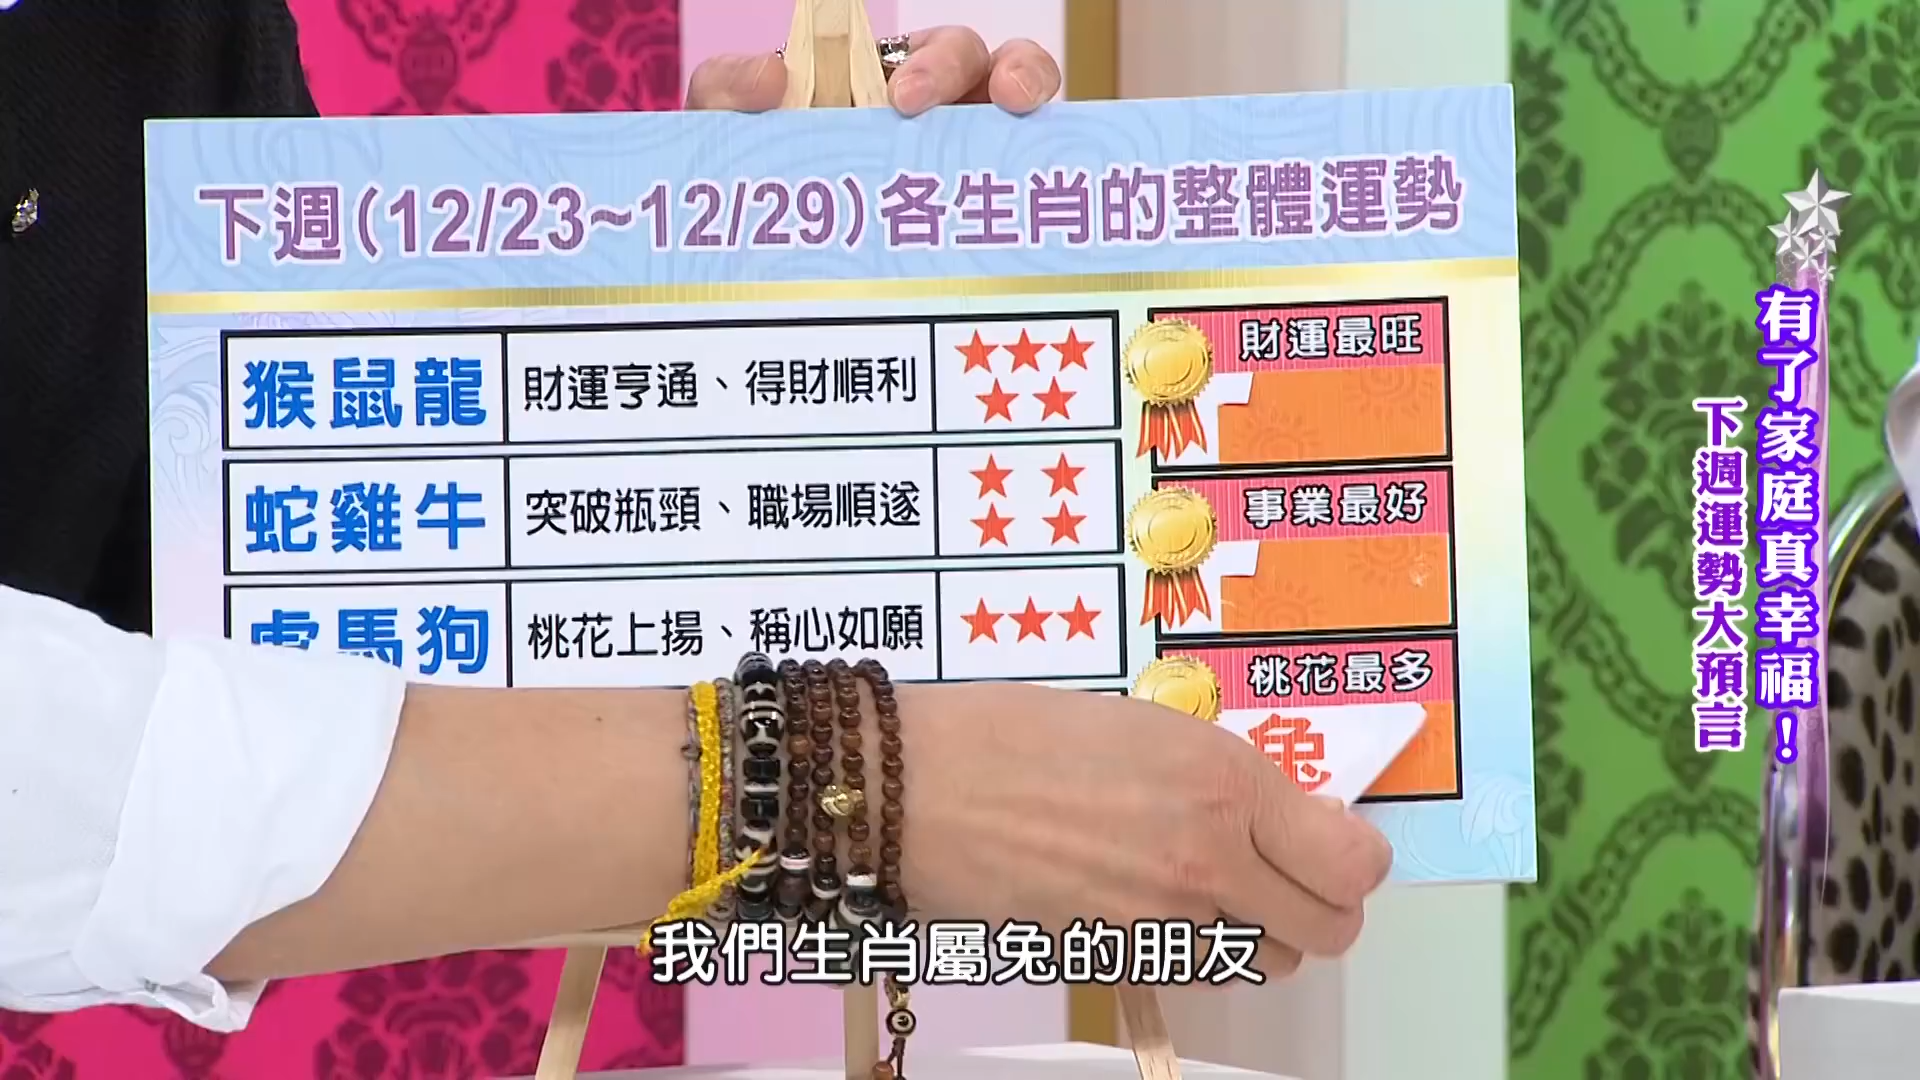 下週(12/23~12/29)各生肖的整體運勢
猴鼠龍 財運亨通、得財順利 ★★★★★
蛇雞牛 突破瓶頸、職場順遂 ★★★★
虎馬狗 桃花上揚、稱心如願 ★★★
財運最旺
事業最好
桃花最多
兔
有了家庭真幸福!
下週運勢大預言
我們生肖屬兔的朋友